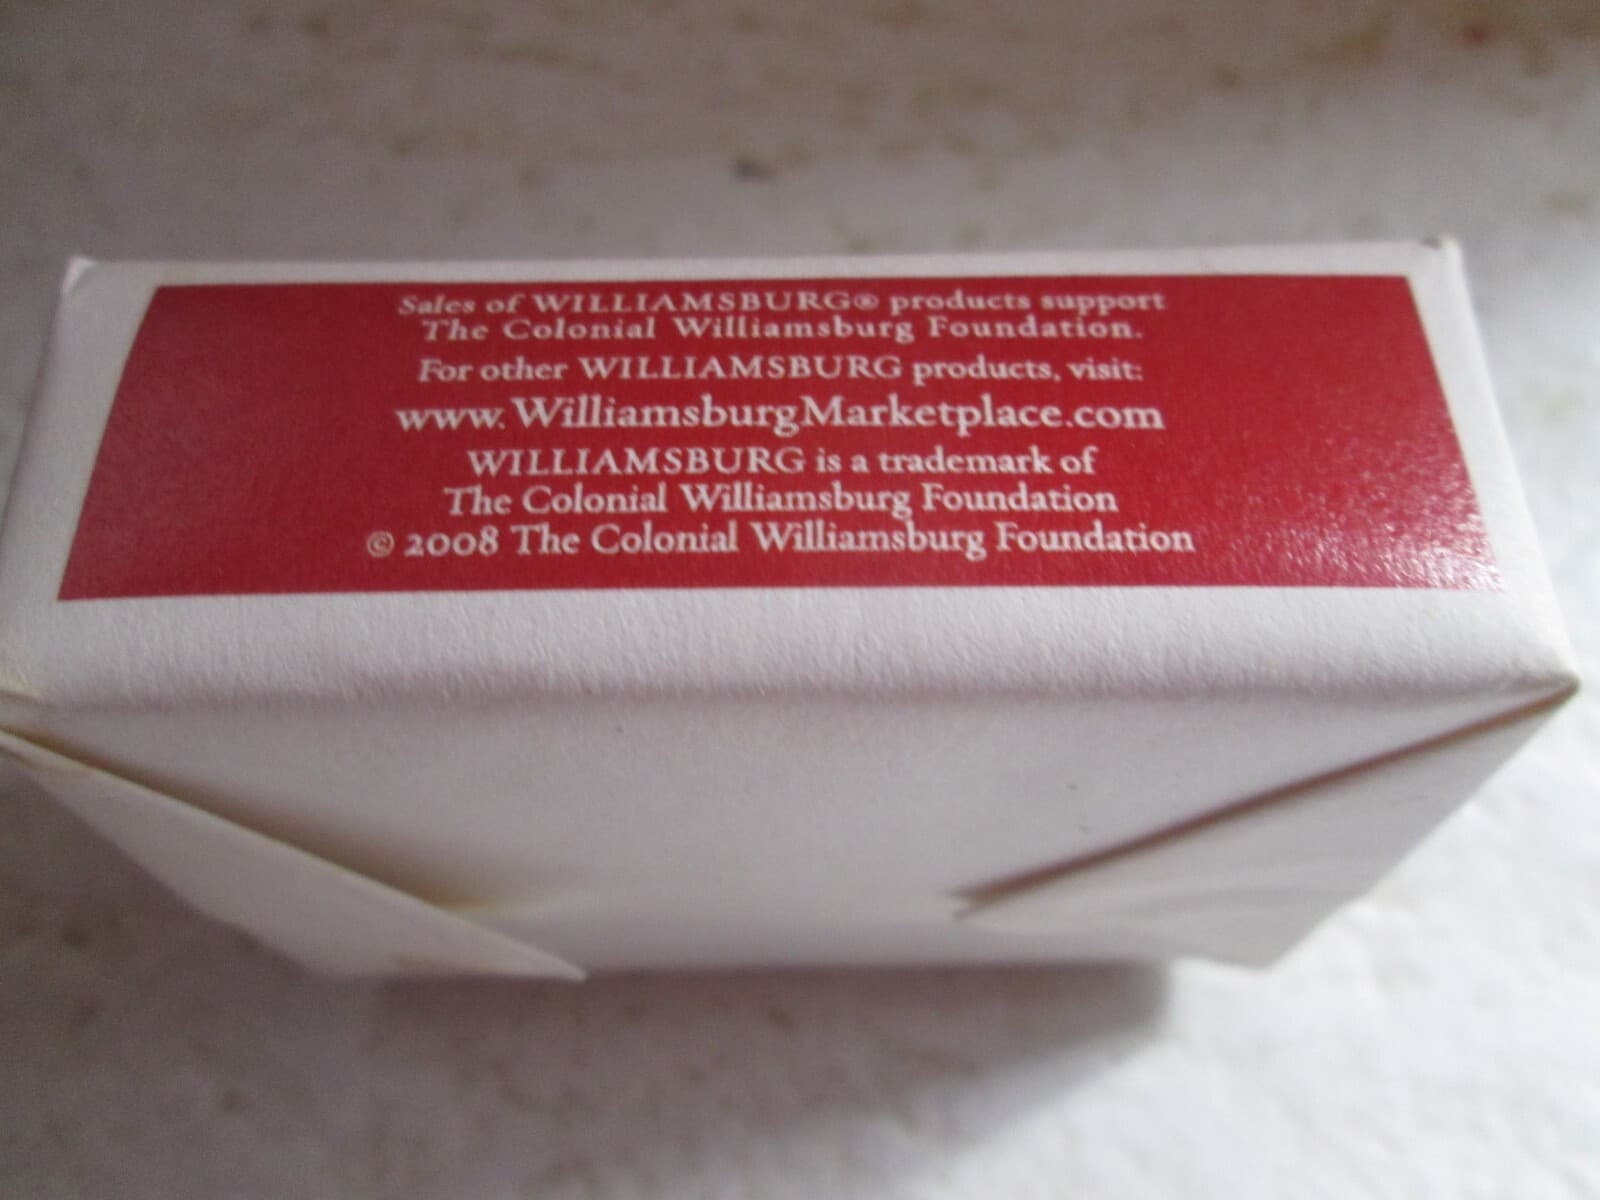 Sales of WILLIAMSBURG® products support
The Colonial Williamsburg Foundation.
For other WILLIAMSBURG products, visit:
www.WilliamsburgMarketplace.com
WILLIAMSBURG is a trademark of
The Colonial Williamsburg Foundation
© 2008 The Colonial Williamsburg Foundation